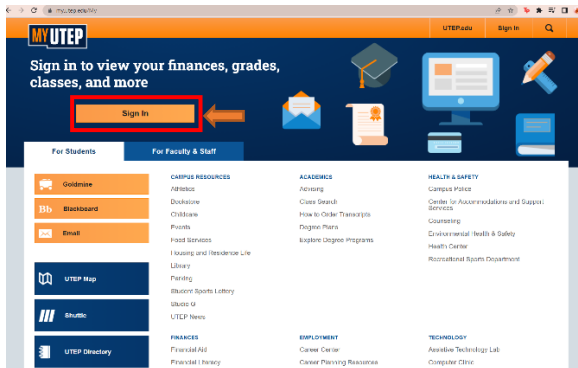 my.utep.edu/My
MY UTEP
UTEP.edu
Sign In
Sign in to view your finances, grades,
classes, and more
Sign In
For Students
For Faculty & Staff
Goldmine
Bb Blackboard
Email
UTEP Map
Shuttle
UTEP Directory
CAMPUS RESOURCES
Athletics
Bookstore
Childcare
Events
Food Services
Housing and Residence Life
Library
Parking
Student Sports Lottery
Studio G
UTEP News
ACADEMICS
Advising
Class Search
How to Order Transcripts
Degree Plans
Explore Degree Programs
HEALTH & SAFETY
Campus Police
Center for Accommodations and Support
Services
Counseling
Environmental Health & Safety
Health Center
Recreational Sports Department
FINANCES
Financial Aid
Financial Literacy
EMPLOYMENT
Career Center
Career Planning Resources
TECHNOLOGY
Assistive Technology Lab
Computer Clinic